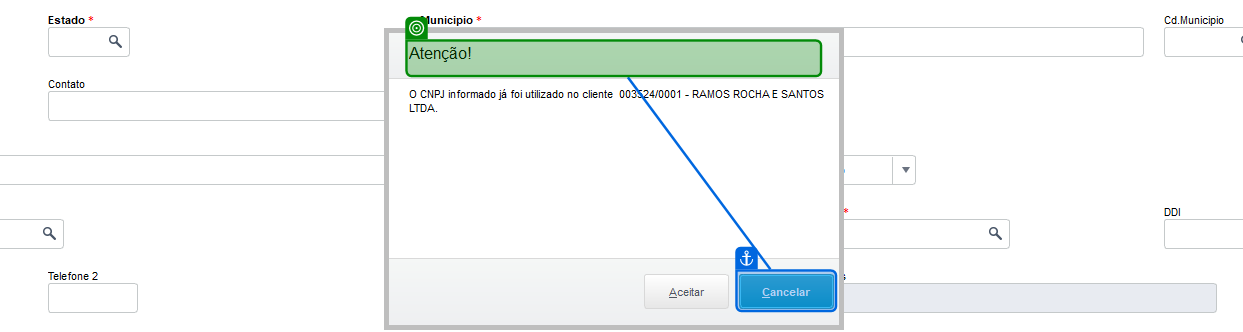 Estado *
Municipio *
Cd.Municipio
Atenção!
Contato
O CNPJ informado já foi utilizado no cliente 003524/0001 - RAMOS ROCHA E SANTOS
LTDA.
*
DDI
Telefone 2
Aceitar
Cancelar